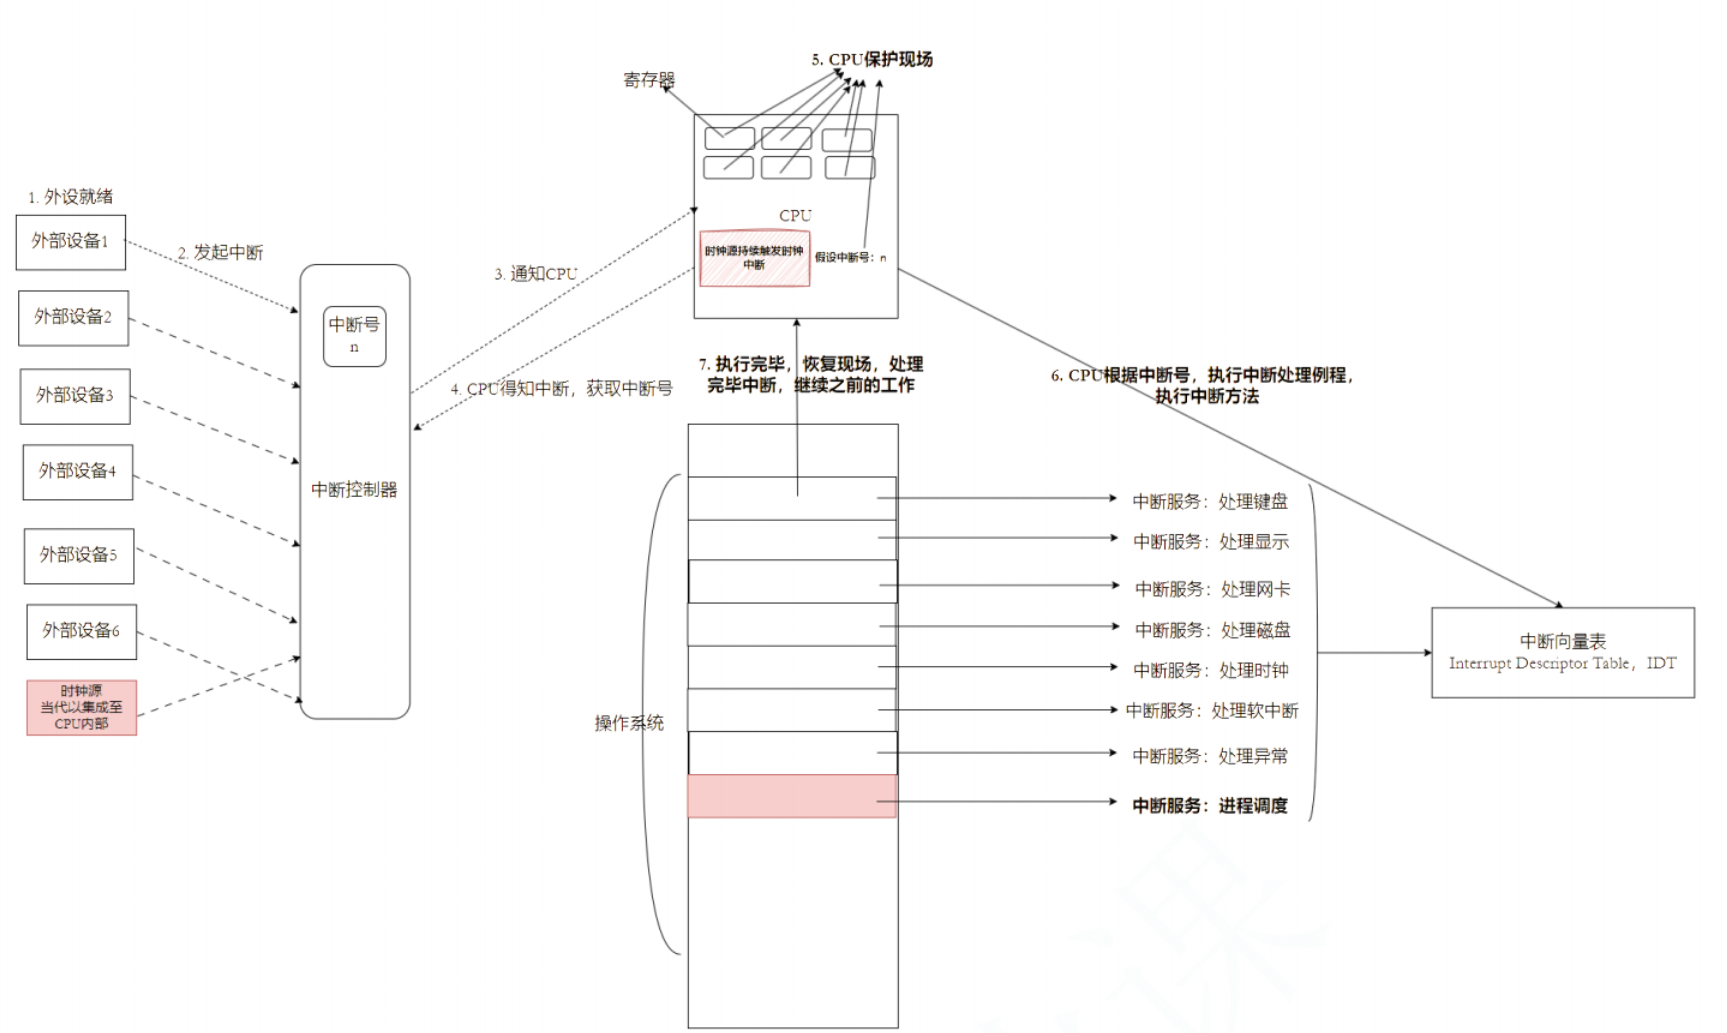 5. CPU保护现场
寄存器
1. 外设就绪
外部设备1
2. 发起中断
外部设备2
外部设备3
外部设备4
外部设备5
外部设备6
时钟源
当代以集成至
CPU内部
中断号
n
中断控制器
3. 通知CPU
4. CPU得知中断，获取中断号
CPU
时钟源持续触发时钟
中断
假设中断号：n
7. 执行完毕，恢复现场，处理
完毕中断，继续之前的工作
6. CPU根据中断号，执行中断处理例程，
执行中断方法
操作系统
中断服务：处理键盘
中断服务：处理显示
中断服务：处理网卡
中断服务：处理磁盘
中断服务：处理时钟
中断服务：处理软中断
中断服务：处理异常
中断服务：进程调度
中断向量表
Interrupt Descriptor Table，IDT
课